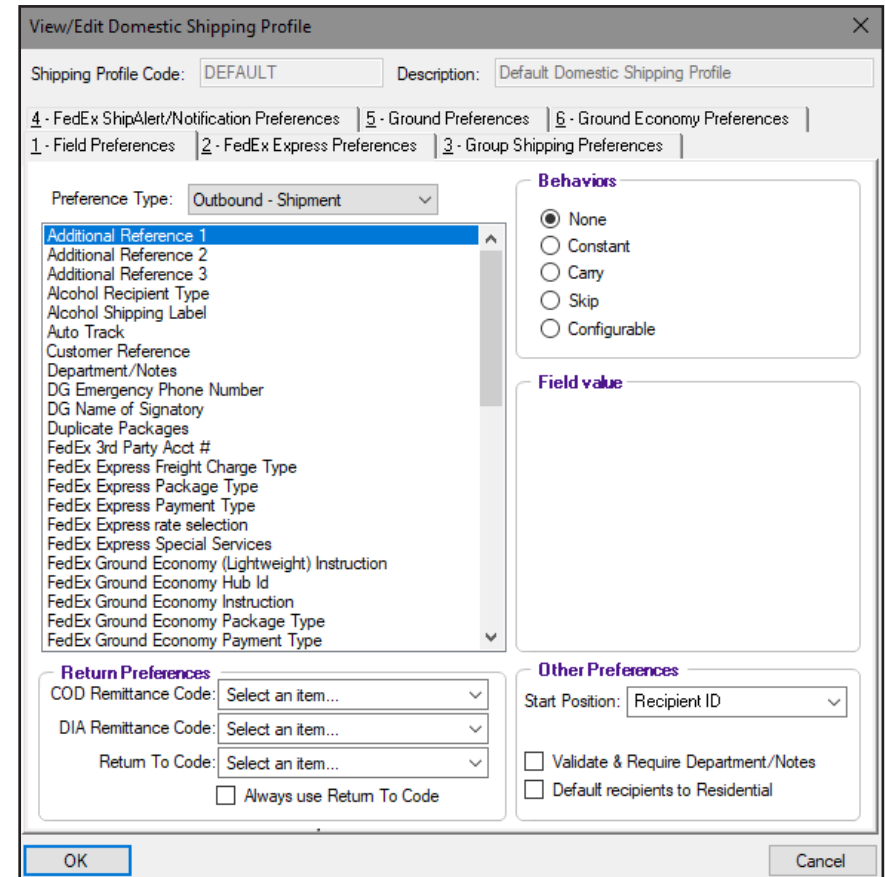 View/Edit Domestic Shipping Profile
Shipping Profile Code: DEFAULT Description: Default Domestic Shipping Profile
4 - FedEx ShipAlert/Notification Preferences 5 - Ground Preferences 6 - Ground Economy Preferences
1 - Field Preferences 2 - FedEx Express Preferences 3 - Group Shipping Preferences
Preference Type: Outbound - Shipment
Additional Reference 1
Additional Reference 2
Additional Reference 3
Alcohol Recipient Type
Alcohol Shipping Label
Auto Track
Customer Reference
Department/Notes
DG Emergency Phone Number
DG Name of Signatory
Duplicate Packages
FedEx 3rd Party Acct #
FedEx Express Freight Charge Type
FedEx Express Package Type
FedEx Express Payment Type
FedEx Express rate selection
FedEx Express Special Services
FedEx Ground Economy (Lightweight) Instruction
FedEx Ground Economy Hub Id
FedEx Ground Economy Instruction
FedEx Ground Economy Package Type
FedEx Ground Economy Payment Type
Behaviors
None
Constant
Carry
Skip
Configurable
Field value
Return Preferences
COD Remittance Code: Select an item...
DIA Remittance Code: Select an item...
Return To Code: Select an item...
Always use Return To Code
Other Preferences
Start Position: Recipient ID
Validate & Require Department/Notes
Default recipients to Residential
OK
Cancel